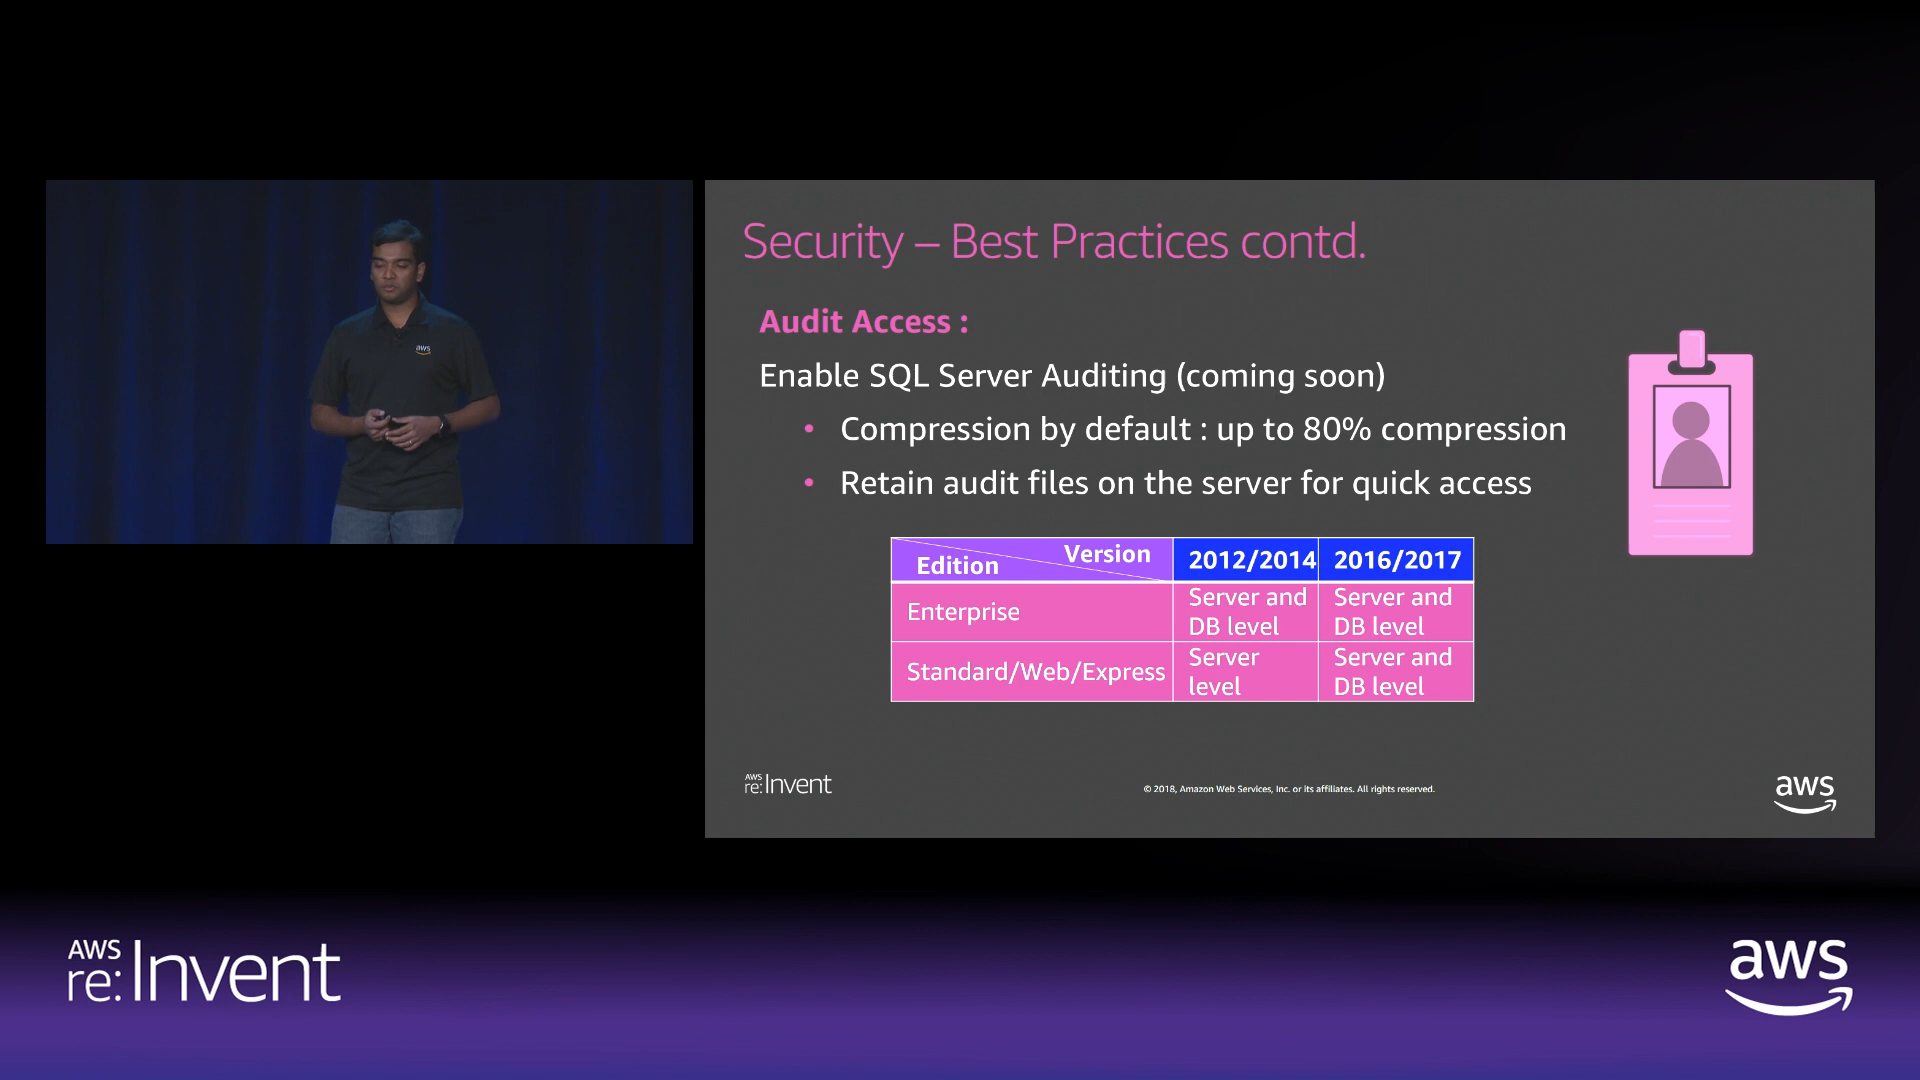 aws
Security – Best Practices contd.
Audit Access :
Enable SQL Server Auditing (coming soon)
• Compression by default : up to 80% compression
• Retain audit files on the server for quick access
Version
Edition
2012/2014
2016/2017
Enterprise
Server and
DB level
Server and
DB level
Standard/Web/Express
Server
level
Server and
DB level
AWS
re:Invent
© 2018, Amazon Web Services, Inc. or its affiliates. All rights reserved.
aws
AWS
re:Invent
aws